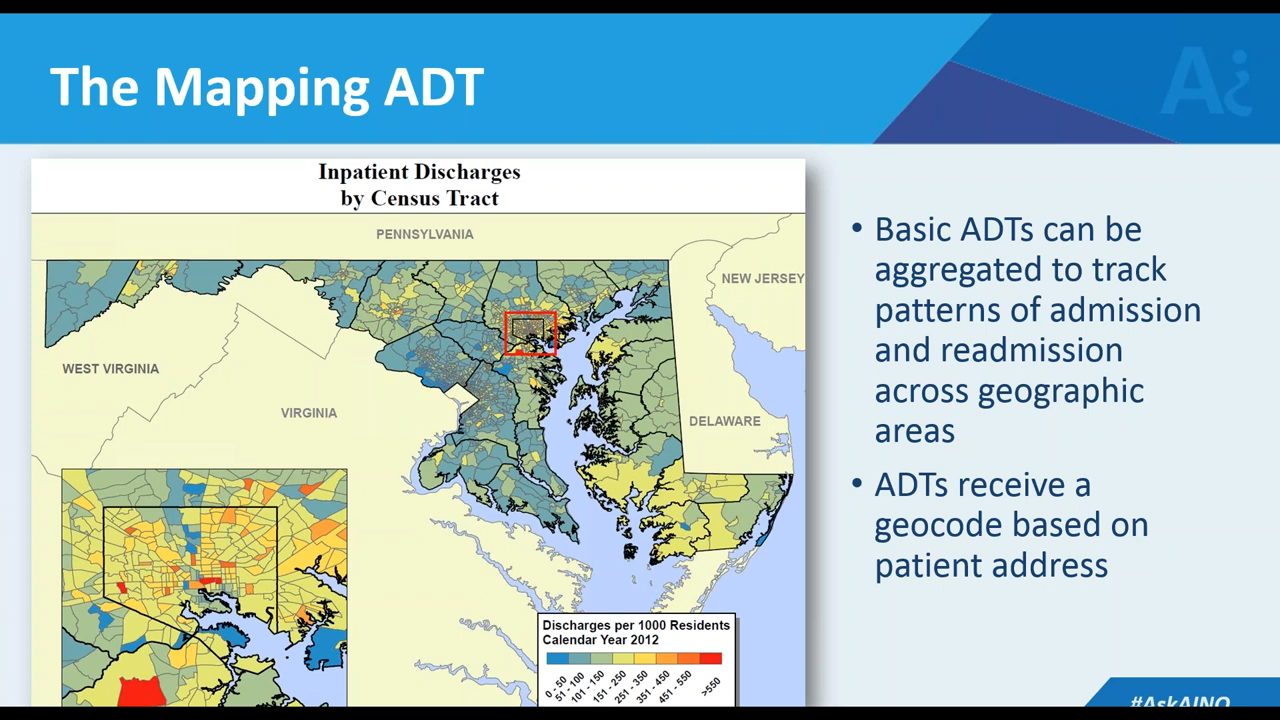 The Mapping ADT
A¿
Inpatient Discharges
by Census Tract
PENNSYLVANIA
NEW JERSEY
WEST VIRGINIA
VIRGINIA
DELAWARE
Discharges per 1000 Residents
Calendar Year 2012
0 - 50
51 - 100
101 - 150
151 - 250
251 - 350
351 - 450
451 - 550
>550
• Basic ADTs can be
aggregated to track
patterns of admission
and readmission
across geographic
areas
• ADTs receive a
geocode based on
patient address
#AskAINQ